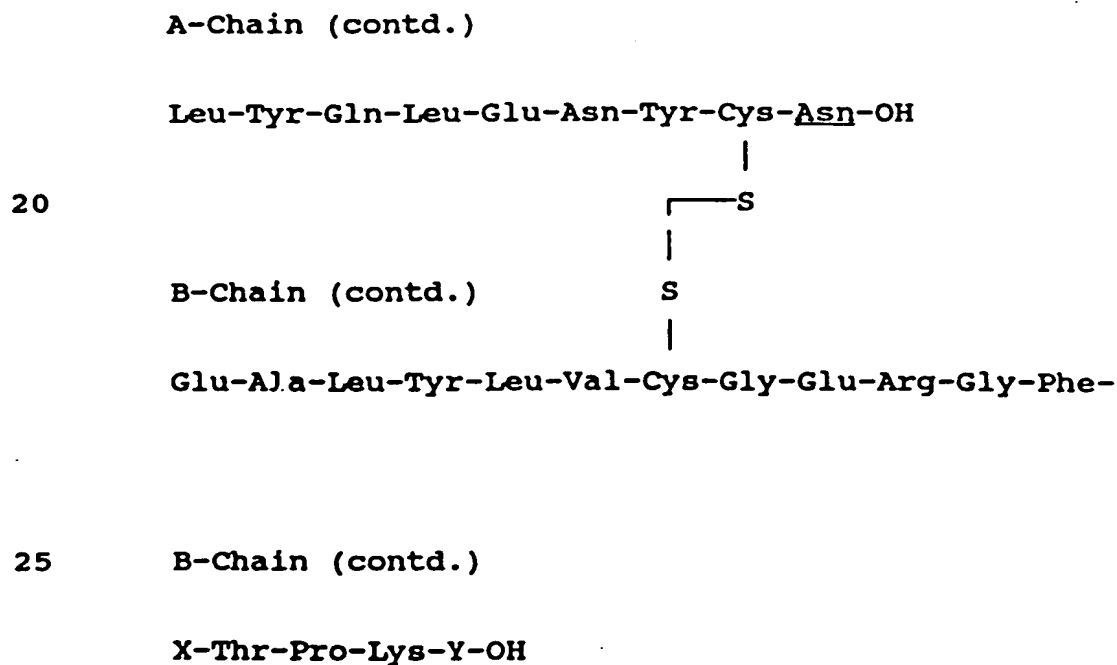 A-Chain (contd.)
Leu-Tyr-Gln-Leu-Glu-Asn-Tyr-Cys-Asn-OH
|
20 S
|
B-Chain (contd.) S
|
Glu-Ala-Leu-Tyr-Leu-Val-Cys-Gly-Glu-Arg-Gly-Phe-
25 B-Chain (contd.)
X-Thr-Pro-Lys-Y-OH